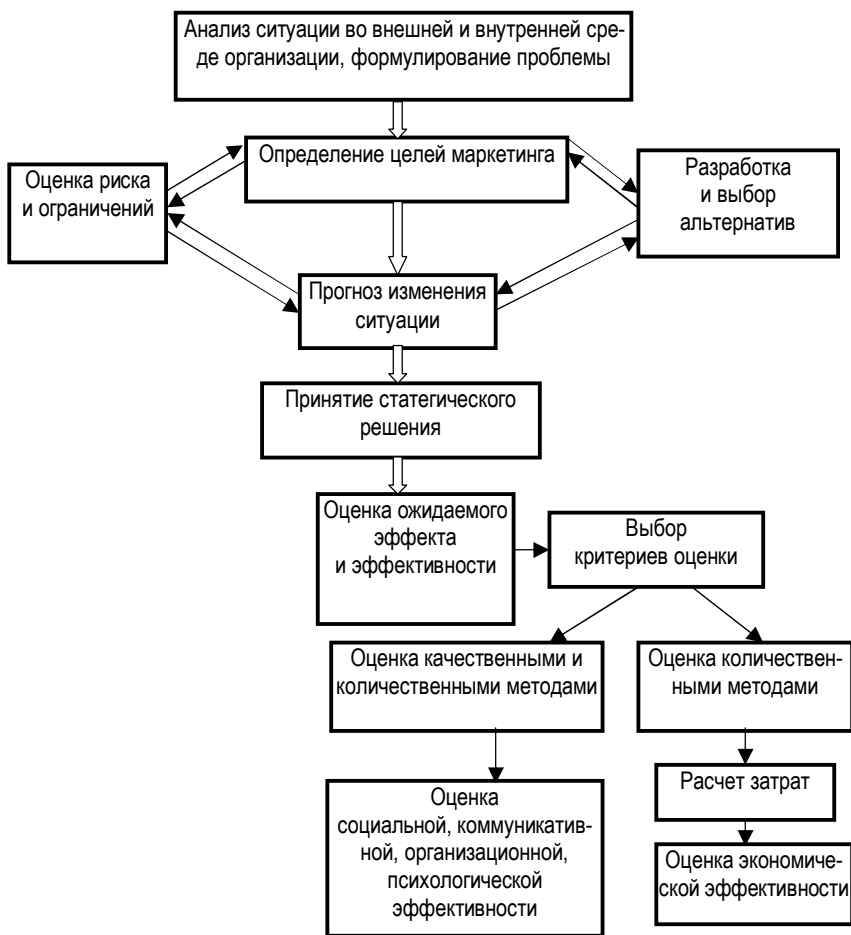 Анализ ситуации во внешней и внутренней сре-
де организации, формулирование проблемы
Определение целей маркетинга
Оценка риска
и ограничений
Разработка
и выбор
альтернатив
Прогноз изменения
ситуации
Принятие статегического
решения
Оценка ожидаемого
эффекта
и эффективности
Выбор
критериев оценки
Оценка качественными и
количественными методами
Оценка количествен-
ными методами
Расчет затрат
Оценка
социальной, коммуникатив-
ной, организационной,
психологической
эффективности
Оценка экономиче-
ской эффективности